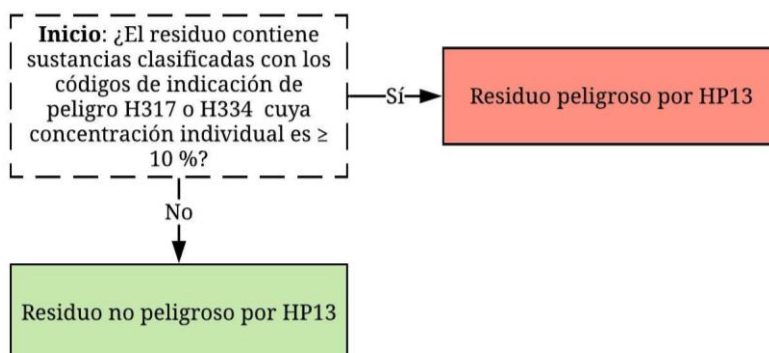 Inicio: ¿El residuo contiene
sustancias clasificadas con los
códigos de indicación de
peligro H317 o H334 cuya
concentración individual es ≥
10 %?
Sí
Residuo peligroso por HP13
No
Residuo no peligroso por HP13